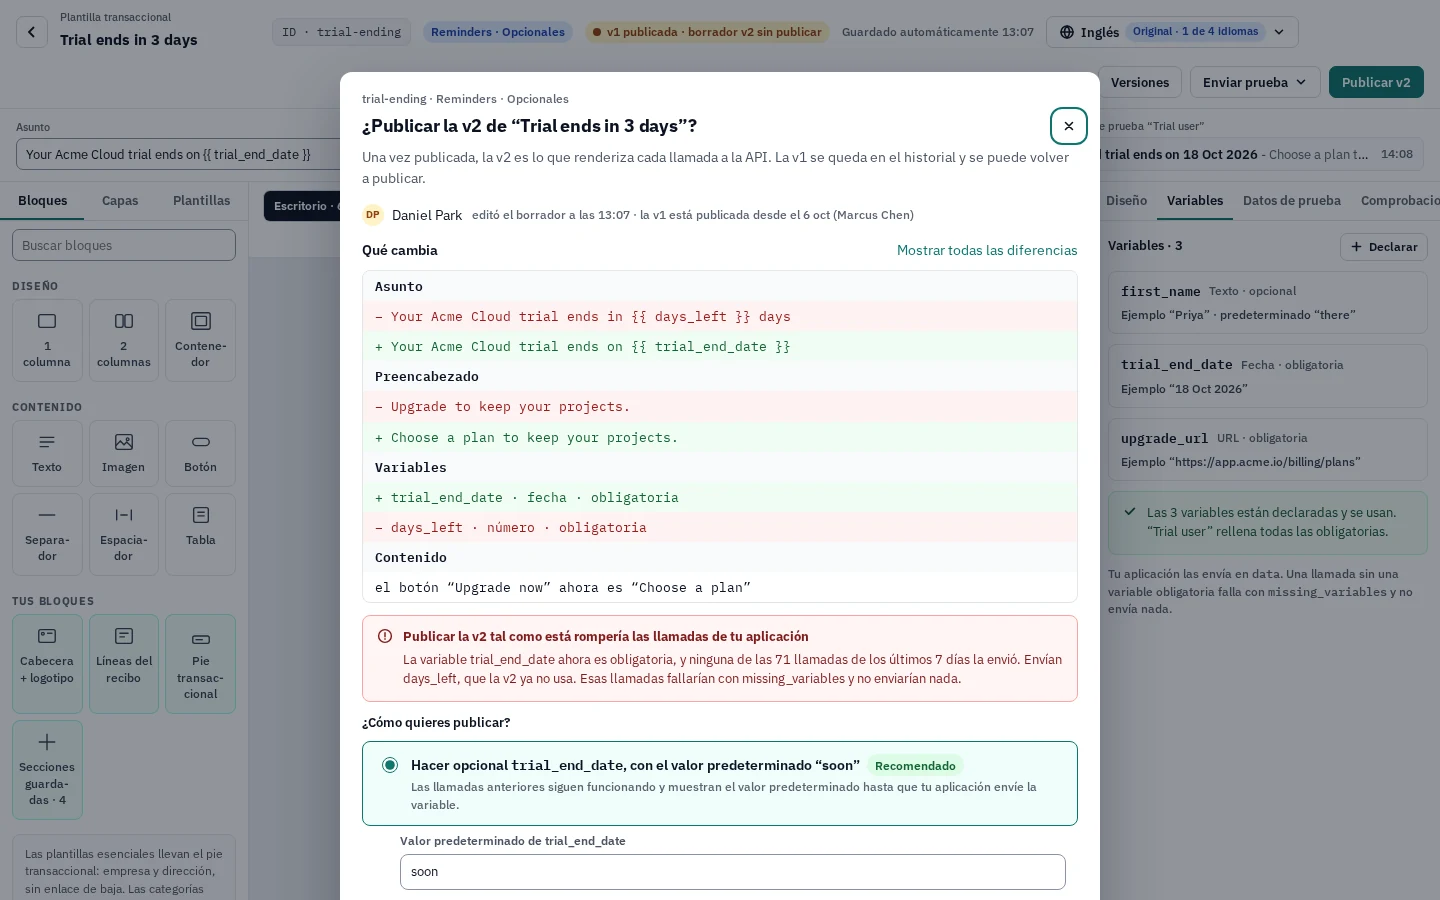 Plantilla transaccional
Trial ends in 3 days
ID · trial-ending
Reminders · Opcionales
v1 publicada · borrador v2 sin publicar
Guardado automáticamente 13:07
Inglés
Original · 1 de 4 idiomas
Versiones
Enviar prueba
Publicar v2
Asunto
Your Acme Cloud trial ends on {{ trial_end_date }}
e prueba “Trial user”
trial ends on 18 Oct 2026 - Choose a plan t...
14:08
Bloques
Capas
Plantillas
Buscar bloques
DISEÑO
1 columna
2 columnas
Contene-
dor
CONTENIDO
Texto
Imagen
Botón
Separa-
dor
Espacia-
dor
Tabla
TUS BLOQUES
Cabecera
+ logotipo
Líneas del
recibo
Pie
transac-
cional
Secciones
guarda-
das · 4
Las plantillas esenciales llevan el pie
transaccional: empresa y dirección,
sin enlace de baja. Las categorías
Escritorio ·
trial-ending · Reminders · Opcionales
¿Publicar la v2 de “Trial ends in 3 days”?
Una vez publicada, la v2 es lo que renderiza cada llamada a la API. La v1 se queda en el historial y se puede volver
a publicar.
DP
Daniel Park
editó el borrador a las 13:07 · la v1 está publicada desde el 6 oct (Marcus Chen)
Qué cambia
Mostrar todas las diferencias
Asunto
− Your Acme Cloud trial ends in {{ days_left }} days
+ Your Acme Cloud trial ends on {{ trial_end_date }}
Preencabezado
− Upgrade to keep your projects.
+ Choose a plan to keep your projects.
Variables
+ trial_end_date · fecha · obligatoria
− days_left · número · obligatoria
Contenido
el botón “Upgrade now” ahora es “Choose a plan”
Publicar la v2 tal como está rompería las llamadas de tu aplicación
La variable trial_end_date ahora es obligatoria, y ninguna de las 71 llamadas de los últimos 7 días la envió. Envían
days_left, que la v2 ya no usa. Esas llamadas fallarían con missing_variables y no enviarían nada.
¿Cómo quieres publicar?
Hacer opcional trial_end_date, con el valor predeterminado “soon”
Recomendado
Las llamadas anteriores siguen funcionando y muestran el valor predeterminado hasta que tu aplicación envíe la
variable.
Valor predeterminado de trial_end_date
soon
Diseño
Variables
Datos de prueba
Comprobacio
Variables · 3
Declarar
first_name Texto · opcional
Ejemplo “Priya” · predeterminado “there”
trial_end_date Fecha · obligatoria
Ejemplo “18 Oct 2026”
upgrade_url URL · obligatoria
Ejemplo “https://app.acme.io/billing/plans”
Las 3 variables están declaradas y se usan.
“Trial user” rellena todas las obligatorias.
Tu aplicación las envía en data. Una llamada sin una
variable obligatoria falla con missing_variables y no
envía nada.